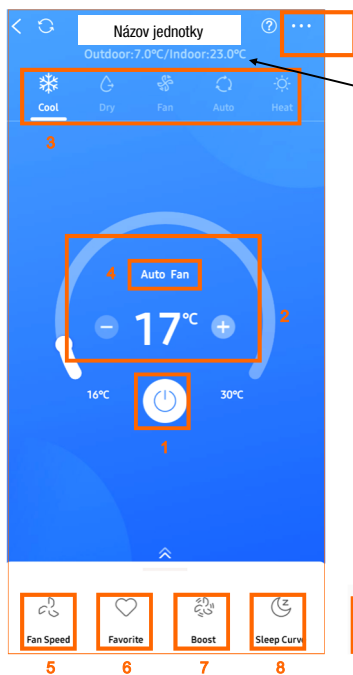 Názov jednotky
Outdoor:7.0°C/Indoor:23.0°C
Cool Dry Fan Auto Heat
3
4 Auto Fan
17°C
2
16°C 30°C
1
Fan Speed Favorite Boost Sleep Curv
5 6 7 8